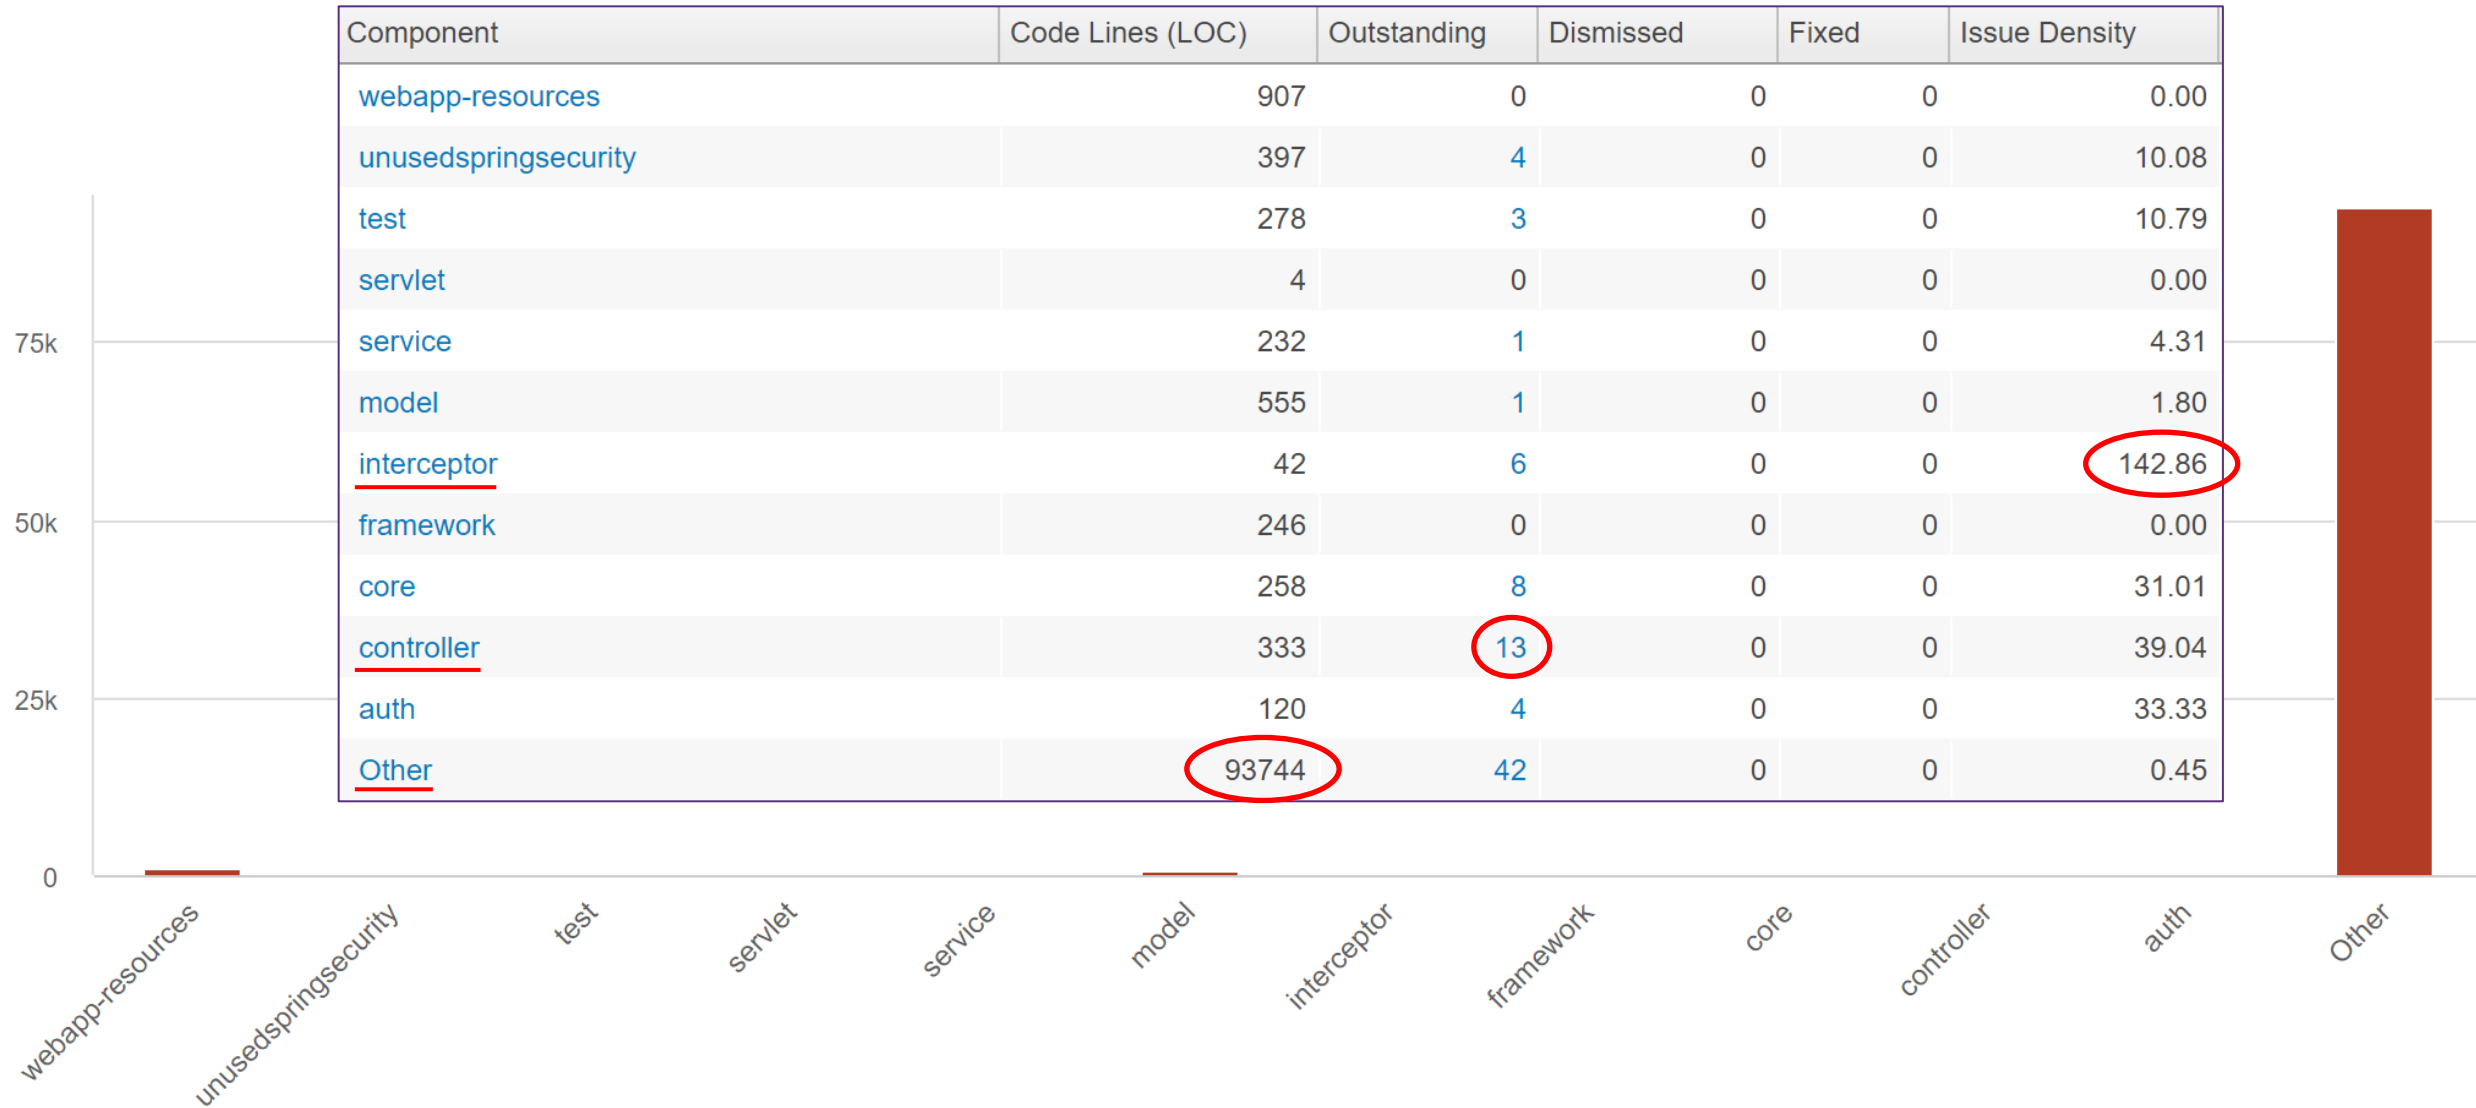 Component Code Lines (LOC) Outstanding Dismissed Fixed Issue Density
webapp-resources 907 0 0 0 0.00
unusedspringsecurity 397 4 0 0 10.08
test 278 3 0 0 10.79
servlet 4 0 0 0 0.00
service 232 1 0 0 4.31
model 555 1 0 0 1.80
interceptor 42 6 0 0 142.86
framework 246 0 0 0 0.00
core 258 8 0 0 31.01
controller 333 13 0 0 39.04
auth 120 4 0 0 33.33
Other 93744 42 0 0 0.45
75k
50k
25k
0
webapp-resources
unusedspringsecurity
test
servlet
service
model
interceptor
framework
core
controller
auth
Other